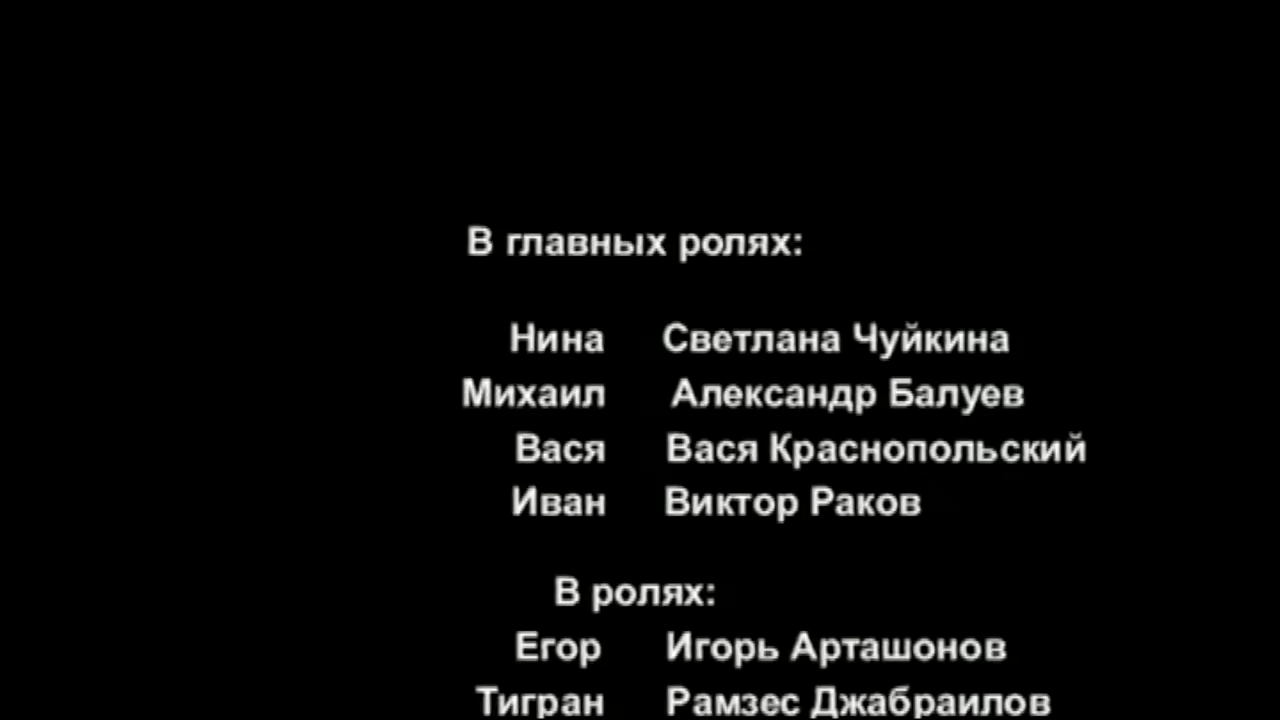 В главных ролях:
Нина Светлана Чуйкина
Михаил Александр Балуев
Вася Вася Краснопольский
Иван Виктор Раков
В ролях:
Егор Игорь Арташонов
Тигран Рамзес Джабраилов